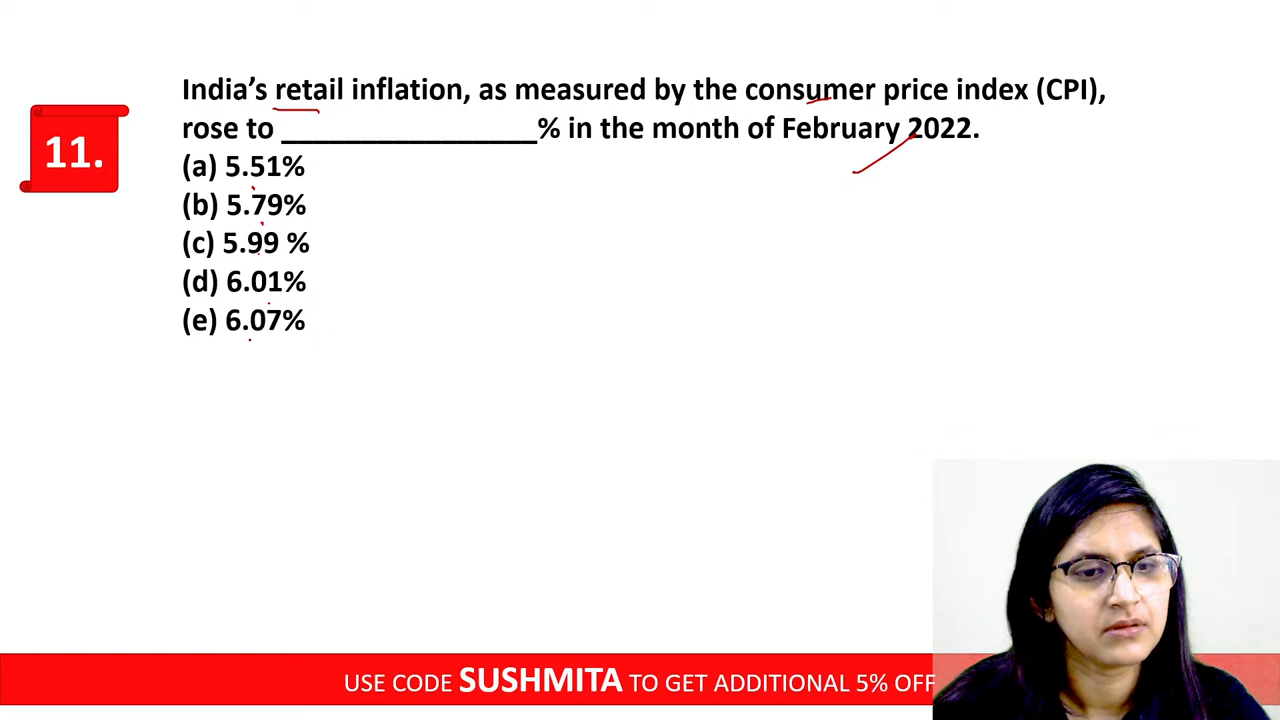 India’s retail inflation, as measured by the consumer price index (CPI),
11.
rose to _________________% in the month of February 2022.
(a) 5.51%
(b) 5.79%
(c) 5.99 %
(d) 6.01%
(e) 6.07%
USE CODE SUSHMITA TO GET ADDITIONAL 5% OFF